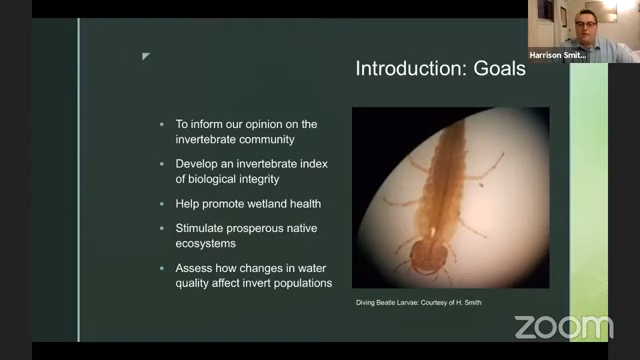 Harrison Smit...
Introduction: Goals
To inform our opinion on the
invertebrate community
Develop an invertebrate index
of biological integrity
Help promote wetland health
Stimulate prosperous native
ecosystems
Assess how changes in water
quality affect invert populations
Diving Beatle Larvae: Courtesy of H. Smith
zoom